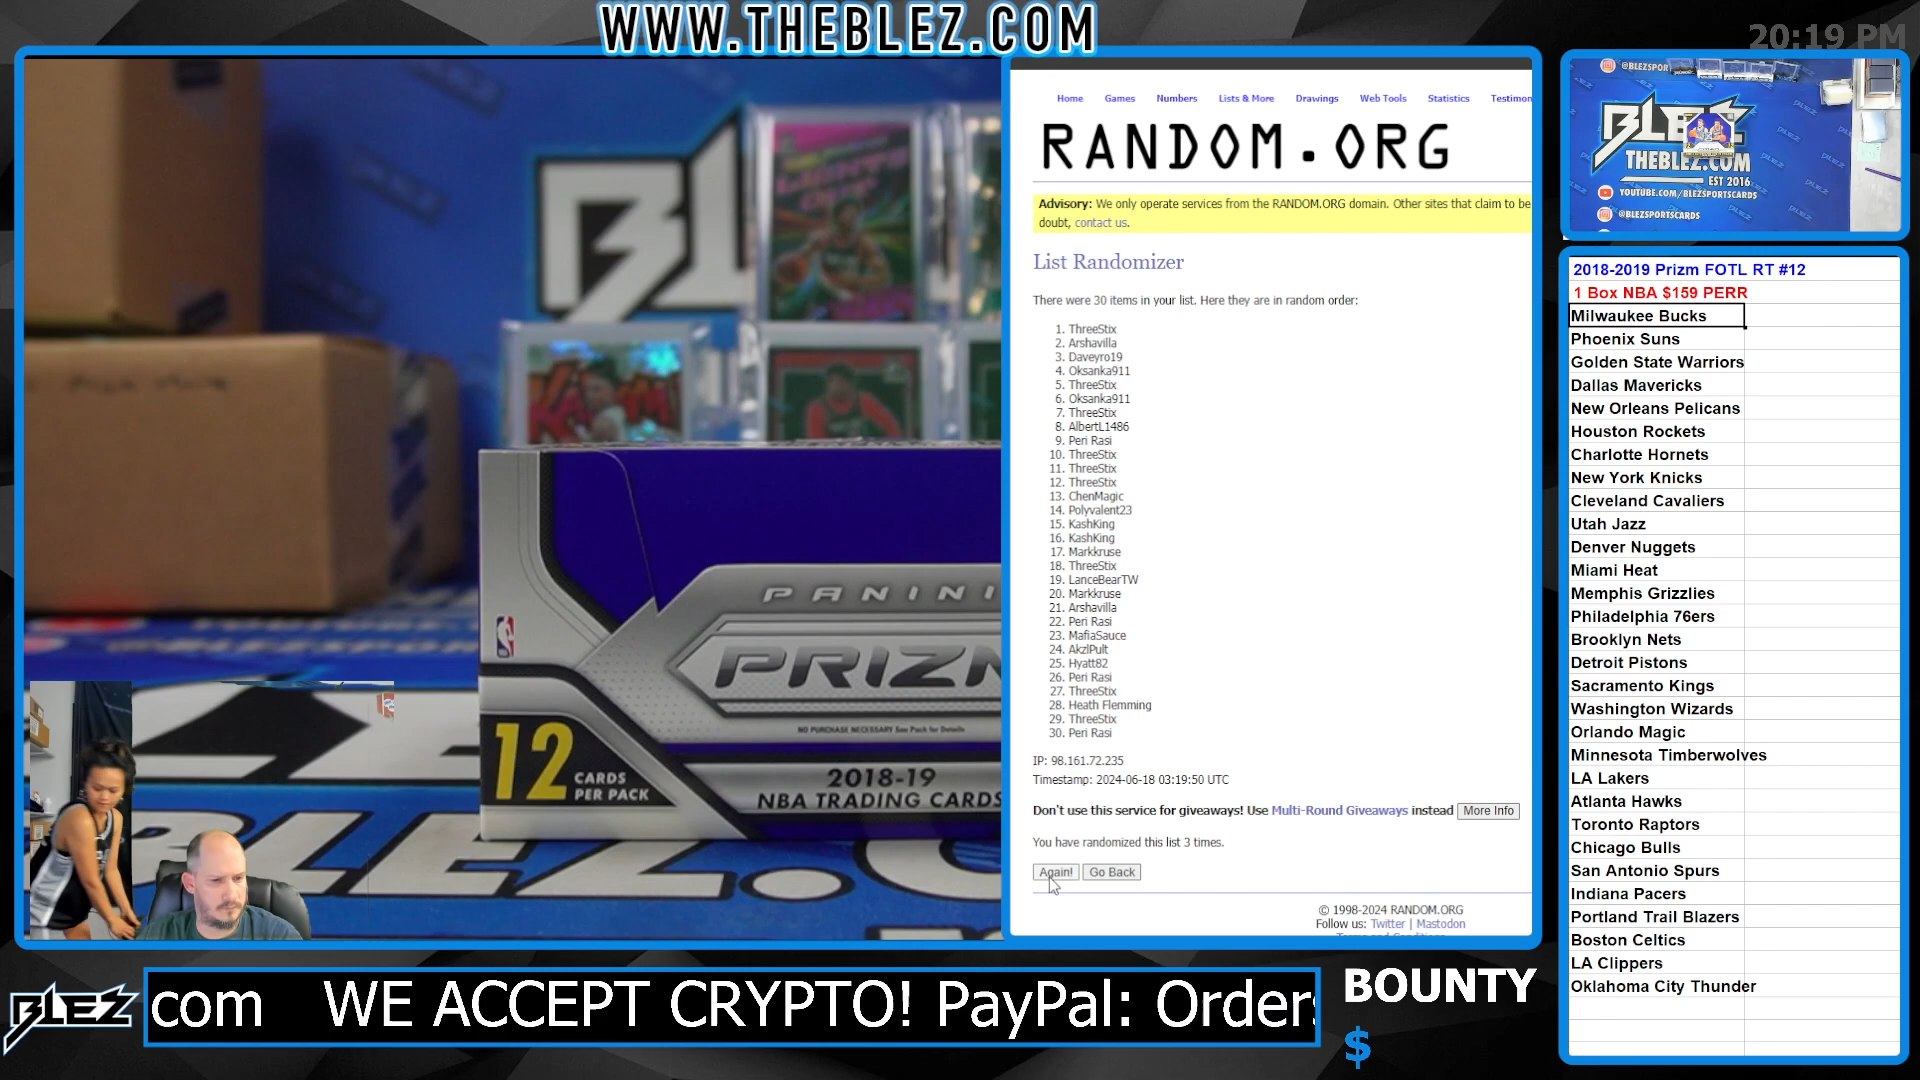 WWW.THEBLEZ.COM
20:19 PM
Home Games Numbers Lists & More Drawings Web Tools Statistics Testimon
RANDOM.ORG
Advisory: We only operate services from the RANDOM.ORG domain. Other sites that claim to be
doubt, contact us.
List Randomizer
There were 30 items in your list. Here they are in random order:
1. ThreeStix
2. Arshavilla
3. Daveyro19
4. Oksanka911
5. ThreeStix
6. Oksanka911
7. ThreeStix
8. AlbertL1486
9. Peri Rasi
10. ThreeStix
11. ThreeStix
12. ThreeStix
13. ChenMagic
14. Polyvalent23
15. KashKing
16. KashKing
17. Markkruse
18. ThreeStix
19. LanceBearTW
20. Markkruse
21. Arshavilla
22. Peri Rasi
23. MafiaSauce
24. AkzlPult
25. Hyatt82
26. Peri Rasi
27. ThreeStix
28. Heath Flemming
29. ThreeStix
30. Peri Rasi
IP: 98.161.72.235
Timestamp: 2024-06-18 03:19:50 UTC
Don't use this service for giveaways! Use Multi-Round Giveaways instead More Info
You have randomized this list 3 times.
Again! Go Back
© 1998-2024 RANDOM.ORG
Follow us: Twitter | Mastodon
PANINI
PRIZM
NO PURCHASE NECESSARY See Pack for Details
12 CARDS
PER PACK
2018-19
NBA TRADING CARDS
BLEZ.C
@BLEZSPOR
BLEZ
THEBLEZ.COM
EST 2016
YOUTUBE.COM/BLEZSPORTSCARDS
@BLEZSPORTSCARDS
2018-2019 Prizm FOTL RT #12
1 Box NBA $159 PERR
Milwaukee Bucks
Phoenix Suns
Golden State Warriors
Dallas Mavericks
New Orleans Pelicans
Houston Rockets
Charlotte Hornets
New York Knicks
Cleveland Cavaliers
Utah Jazz
Denver Nuggets
Miami Heat
Memphis Grizzlies
Philadelphia 76ers
Brooklyn Nets
Detroit Pistons
Sacramento Kings
Washington Wizards
Orlando Magic
Minnesota Timberwolves
LA Lakers
Atlanta Hawks
Toronto Raptors
Chicago Bulls
San Antonio Spurs
Indiana Pacers
Portland Trail Blazers
Boston Celtics
LA Clippers
Oklahoma City Thunder
BLEZ
com WE ACCEPT CRYPTO! PayPal: Orders
BOUNTY
$